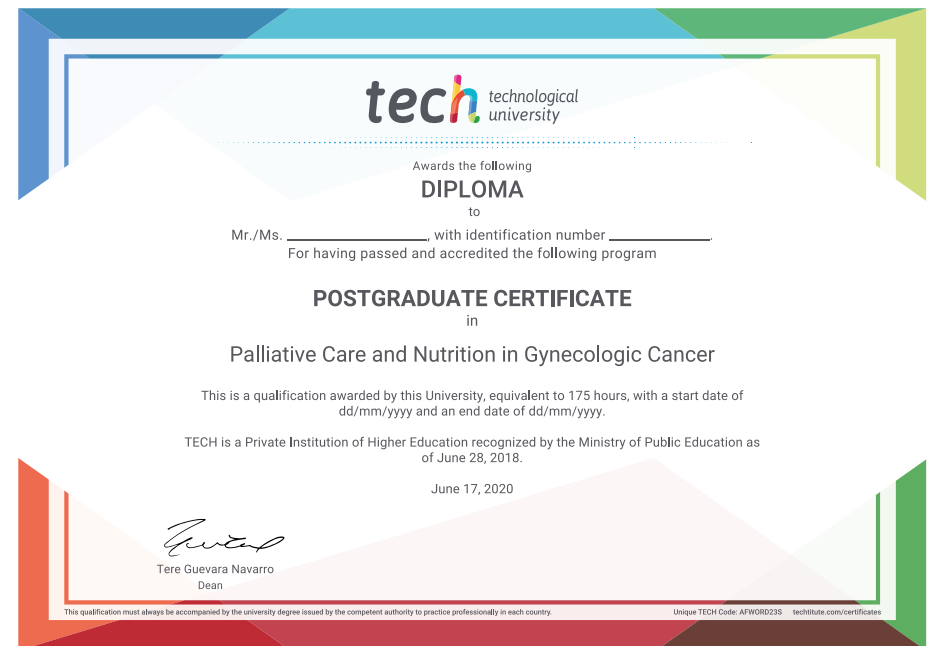 tech technological
university
Awards the following
DIPLOMA
to
Mr./Ms. ____________________, with identification number ______________.
For having passed and accredited the following program
POSTGRADUATE CERTIFICATE
in
Palliative Care and Nutrition in Gynecologic Cancer
This is a qualification awarded by this University, equivalent to 175 hours, with a start date of
dd/mm/yyyy and an end date of dd/mm/yyyy.
TECH is a Private Institution of Higher Education recognized by the Ministry of Public Education as
of June 28, 2018.
June 17, 2020
Tere Guevara Navarro
Dean
This qualification must always be accompanied by the university degree issued by the competent authority to practice professionally in each country.
Unique TECH Code: AFWORD23S techtitute.com/certificates